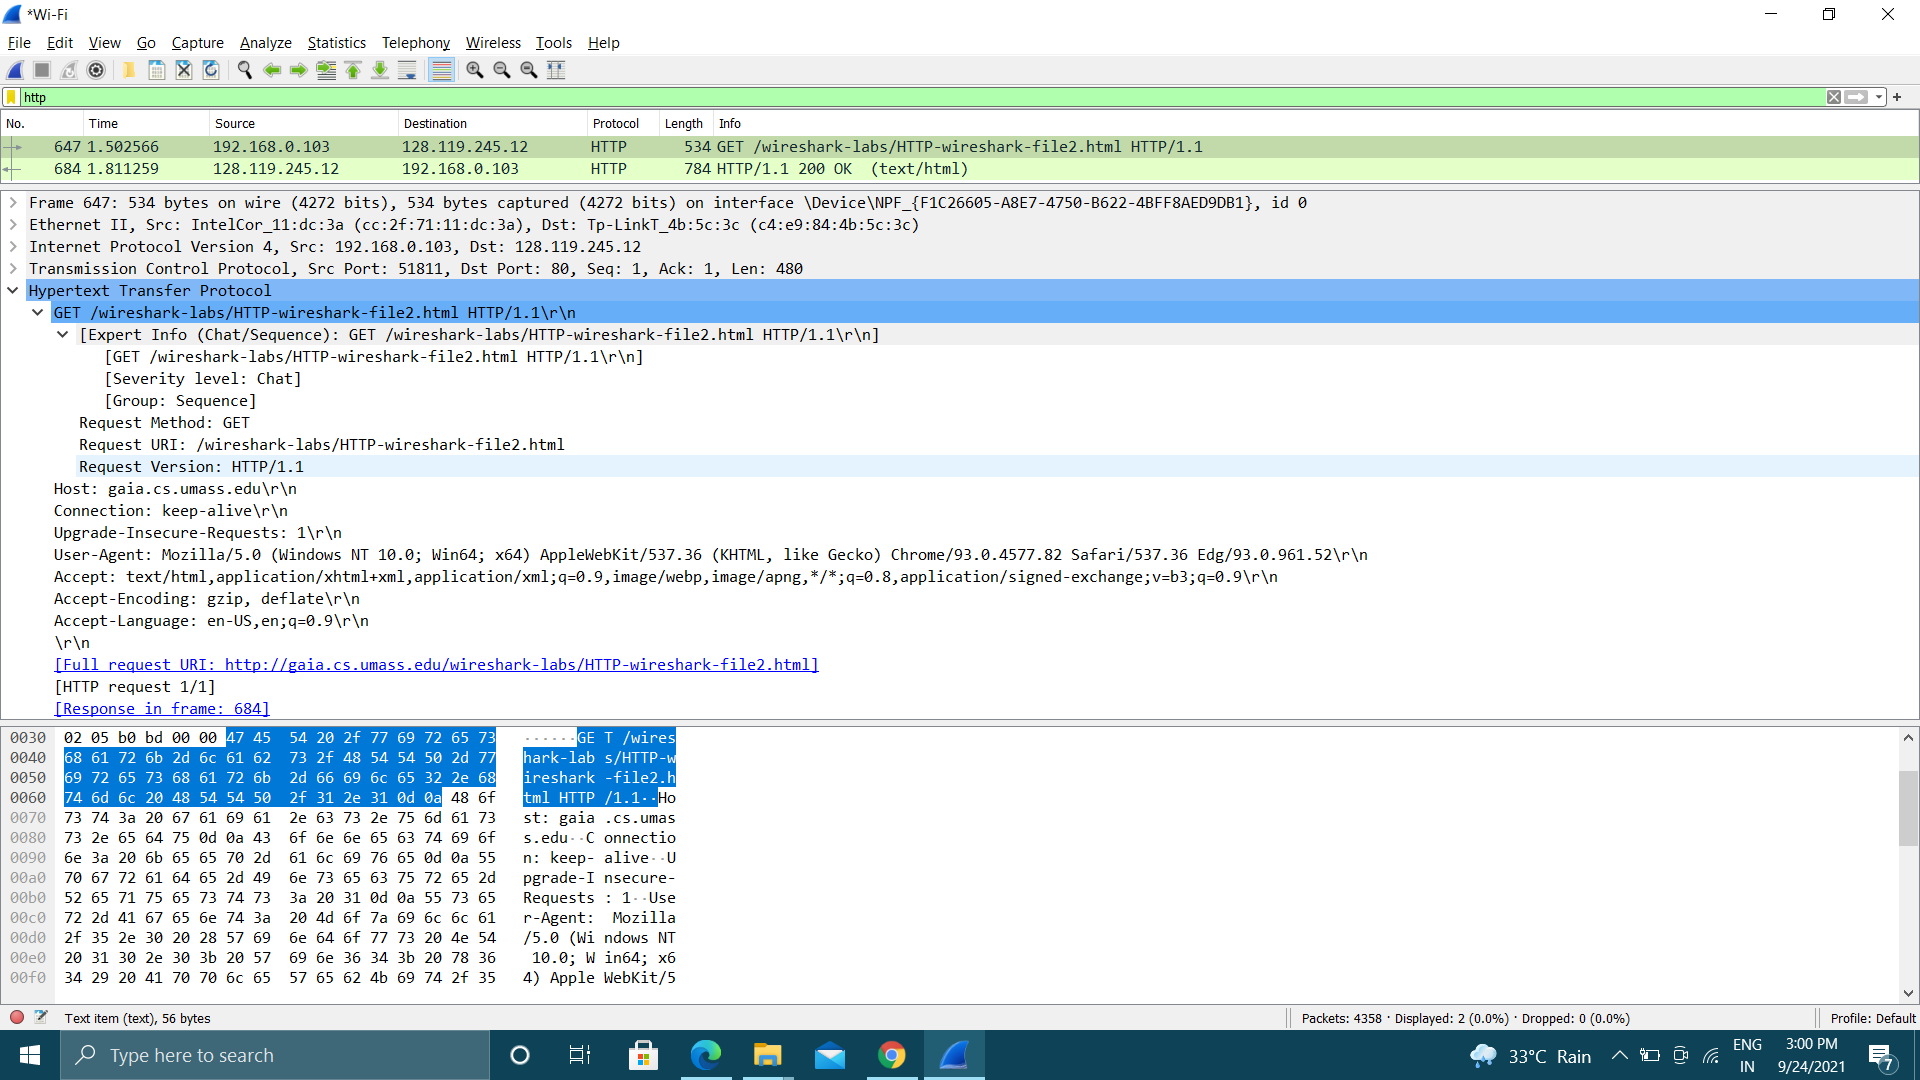 *Wi-Fi
File Edit View Go Capture Analyze Statistics Telephony Wireless Tools Help
http
No. Time Source Destination Protocol Length Info
647 1.502566 192.168.0.103 128.119.245.12 HTTP 534 GET /wireshark-labs/HTTP-wireshark-file2.html HTTP/1.1
684 1.811259 128.119.245.12 192.168.0.103 HTTP 784 HTTP/1.1 200 OK (text/html)
Frame 647: 534 bytes on wire (4272 bits), 534 bytes captured (4272 bits) on interface \Device\NPF_{F1C26605-A8E7-4750-B622-4BFF8AED9DB1}, id 0
Ethernet II, Src: IntelCor_11:dc:3a (cc:2f:71:11:dc:3a), Dst: Tp-LinkT_4b:5c:3c (c4:e9:84:4b:5c:3c)
Internet Protocol Version 4, Src: 192.168.0.103, Dst: 128.119.245.12
Transmission Control Protocol, Src Port: 51811, Dst Port: 80, Seq: 1, Ack: 1, Len: 480
Hypertext Transfer Protocol
GET /wireshark-labs/HTTP-wireshark-file2.html HTTP/1.1\r\n
[Expert Info (Chat/Sequence): GET /wireshark-labs/HTTP-wireshark-file2.html HTTP/1.1\r\n]
[GET /wireshark-labs/HTTP-wireshark-file2.html HTTP/1.1\r\n]
[Severity level: Chat]
[Group: Sequence]
Request Method: GET
Request URI: /wireshark-labs/HTTP-wireshark-file2.html
Request Version: HTTP/1.1
Host: gaia.cs.umass.edu\r\n
Connection: keep-alive\r\n
Upgrade-Insecure-Requests: 1\r\n
User-Agent: Mozilla/5.0 (Windows NT 10.0; Win64; x64) AppleWebKit/537.36 (KHTML, like Gecko) Chrome/93.0.4577.82 Safari/537.36 Edg/93.0.961.52\r\n
Accept: text/html,application/xhtml+xml,application/xml;q=0.9,image/webp,image/apng,*/*;q=0.8,application/signed-exchange;v=b3;q=0.9\r\n
Accept-Encoding: gzip, deflate\r\n
Accept-Language: en-US,en;q=0.9\r\n
\r\n
[Full request URI: http://gaia.cs.umass.edu/wireshark-labs/HTTP-wireshark-file2.html]
[HTTP request 1/1]
[Response in frame: 684]
0030 02 05 b0 bd 00 00 47 45 54 20 2f 77 69 72 65 73 ······GE T /wires
0040 68 61 72 6b 2d 6c 61 62 73 2f 48 54 54 50 2d 77 hark-lab s/HTTP-w
0050 69 72 65 73 68 61 72 6b 2d 66 69 6c 65 32 2e 68 ireshark -file2.h
0060 74 6d 6c 20 48 54 54 50 2f 31 2e 31 0d 0a 48 6f tml HTTP /1.1··Ho
0070 73 74 3a 20 67 61 69 61 2e 63 73 2e 75 6d 61 73 st: gaia .cs.umas
0080 73 2e 65 64 75 0d 0a 43 6f 6e 6e 65 63 74 69 6f s.edu··C onnectio
0090 6e 3a 20 6b 65 65 70 2d 61 6c 69 76 65 0d 0a 55 n: keep- alive··U
00a0 70 67 72 61 64 65 2d 49 6e 73 65 63 75 72 65 2d pgrade-I nsecure-
00b0 52 65 71 75 65 73 74 73 3a 20 31 0d 0a 55 73 65 Requests : 1··Use
00c0 72 2d 41 67 65 6e 74 3a 20 4d 6f 7a 69 6c 6c 61 r-Agent: Mozilla
00d0 2f 35 2e 30 20 28 57 69 6e 64 6f 77 73 20 4e 54 /5.0 (Wi ndows NT
00e0 20 31 30 2e 30 3b 20 57 69 6e 36 34 3b 20 78 36 10.0; W in64; x6
00f0 34 29 20 41 70 70 6c 65 57 65 62 4b 69 74 2f 35 4) Apple WebKit/5
Text item (text), 56 bytes Packets: 4358 · Displayed: 2 (0.0%) · Dropped: 0 (0.0%) Profile: Default
Type here to search 33°C Rain ENG 3:00 PM
IN 9/24/2021 7